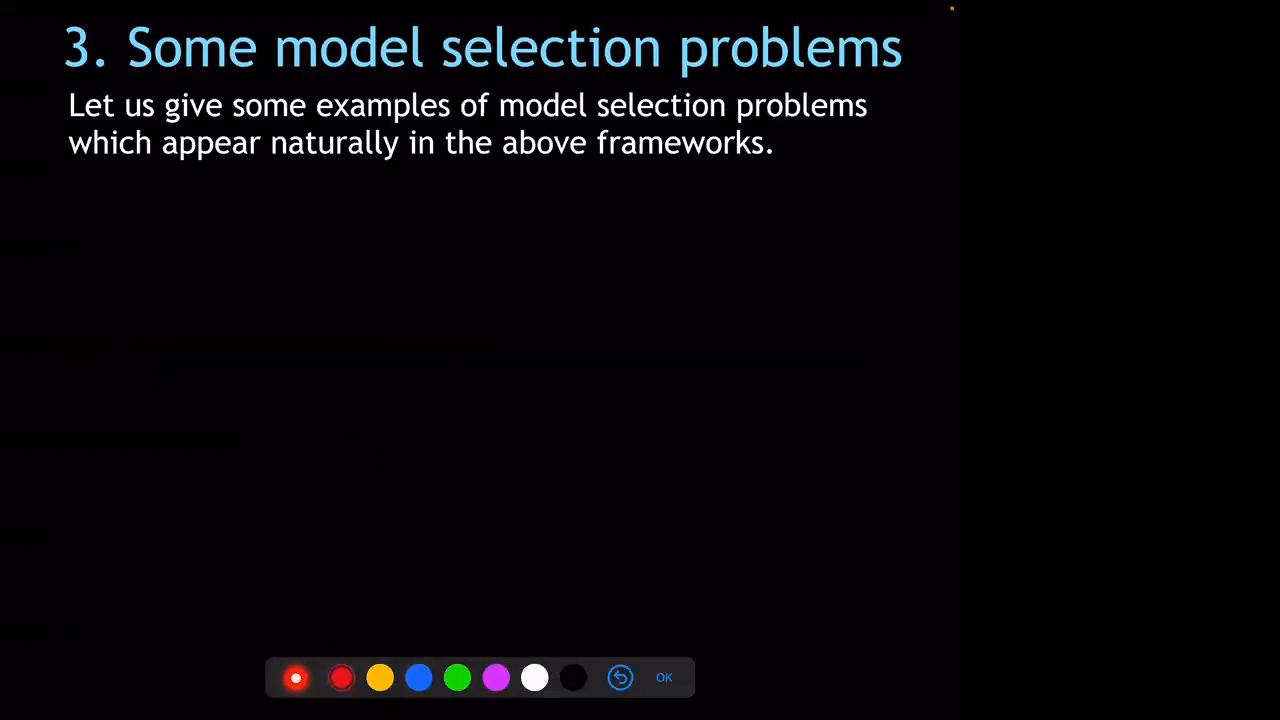 3. Some model selection problems
Let us give some examples of model selection problems
which appear naturally in the above frameworks.
OK